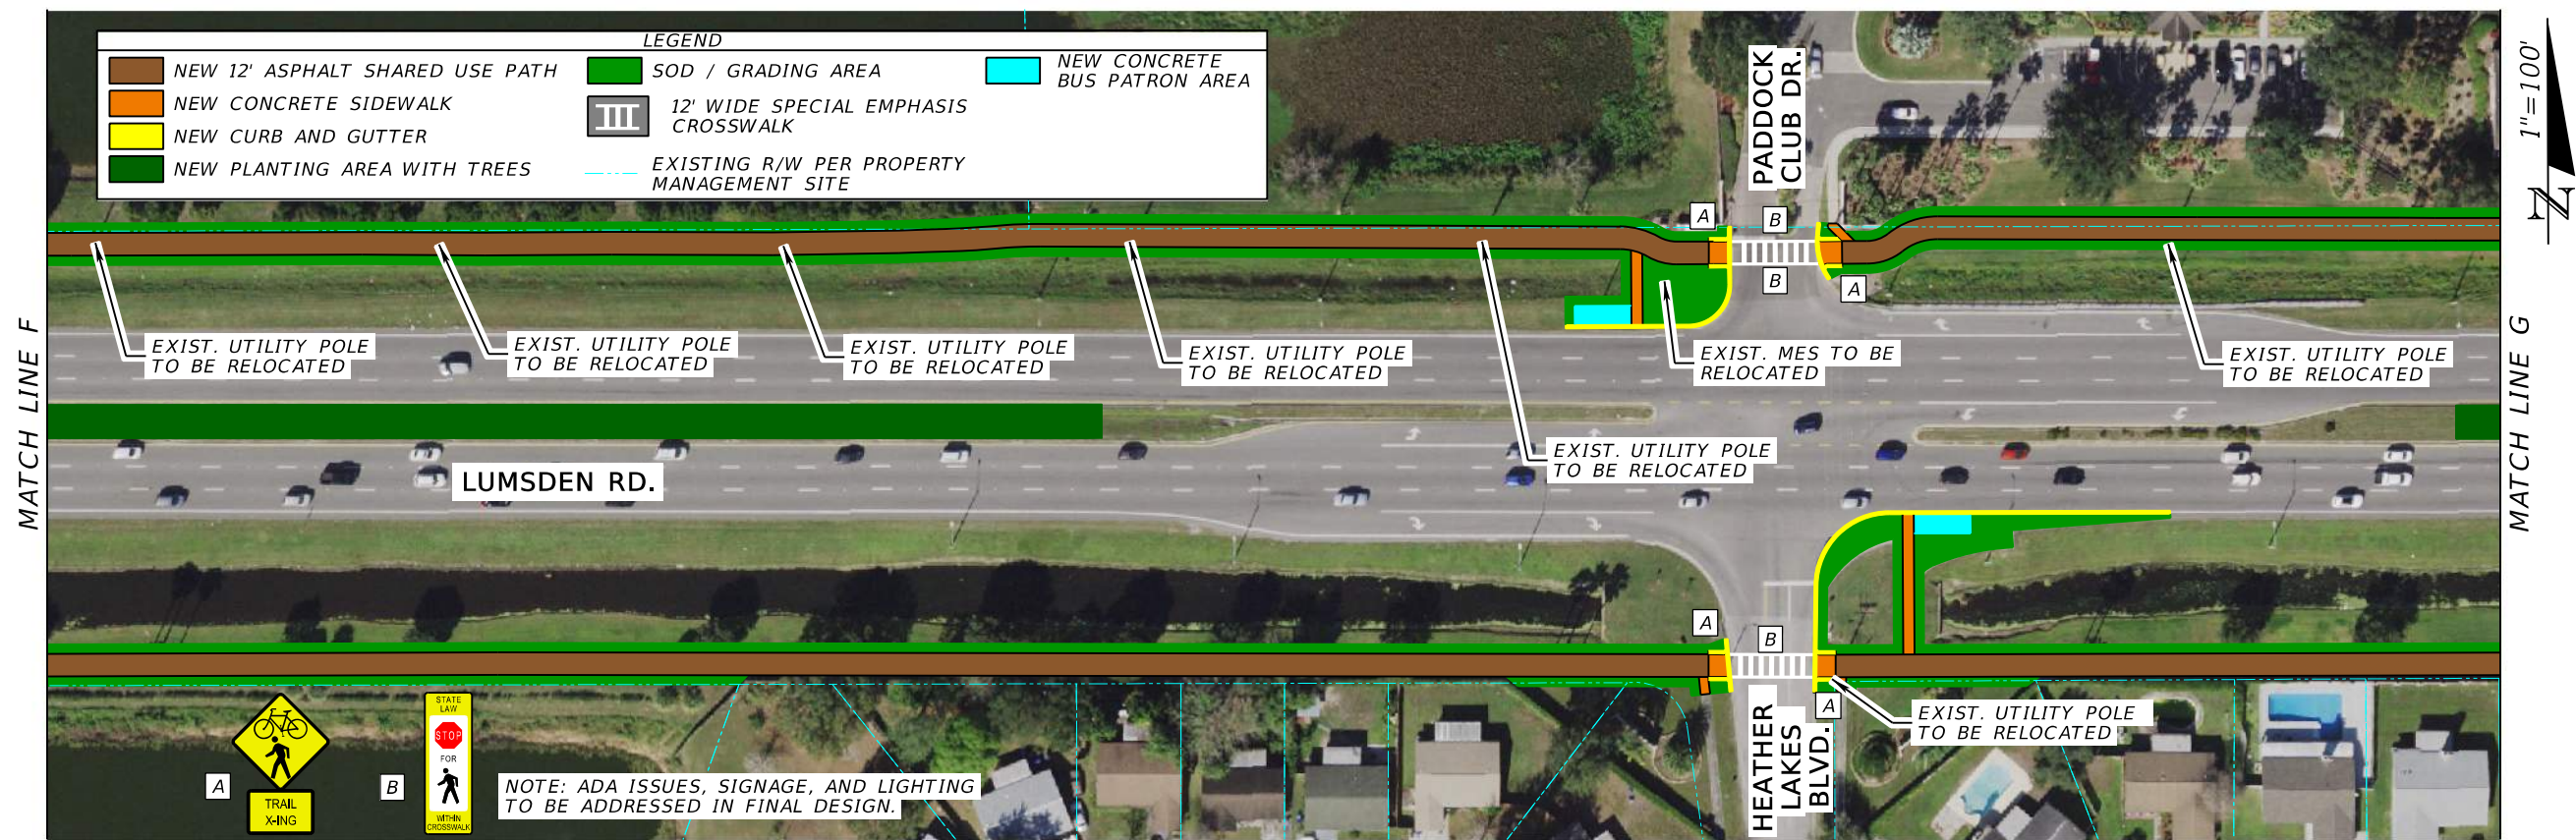 LEGEND
NEW 12' ASPHALT SHARED USE PATH
NEW CONCRETE SIDEWALK
NEW CURB AND GUTTER
NEW PLANTING AREA WITH TREES
SOD / GRADING AREA
12' WIDE SPECIAL EMPHASIS
CROSSWALK
EXISTING R/W PER PROPERTY
MANAGEMENT SITE
NEW CONCRETE
BUS PATRON AREA
PADDOCK
CLUB DR.
1"=100'
N
A
B
B
A
MATCH LINE F
EXIST. UTILITY POLE
TO BE RELOCATED
EXIST. UTILITY POLE
TO BE RELOCATED
EXIST. UTILITY POLE
TO BE RELOCATED
EXIST. UTILITY POLE
TO BE RELOCATED
EXIST. MES TO BE
RELOCATED
EXIST. UTILITY POLE
TO BE RELOCATED
MATCH LINE G
EXIST. UTILITY POLE
TO BE RELOCATED
LUMSDEN RD.
A
B
A
HEATHER
LAKES
BLVD.
EXIST. UTILITY POLE
TO BE RELOCATED
A
TRAIL
X-ING
B
STATE
LAW
STOP
FOR
WITHIN
CROSSWALK
NOTE: ADA ISSUES, SIGNAGE, AND LIGHTING
TO BE ADDRESSED IN FINAL DESIGN.